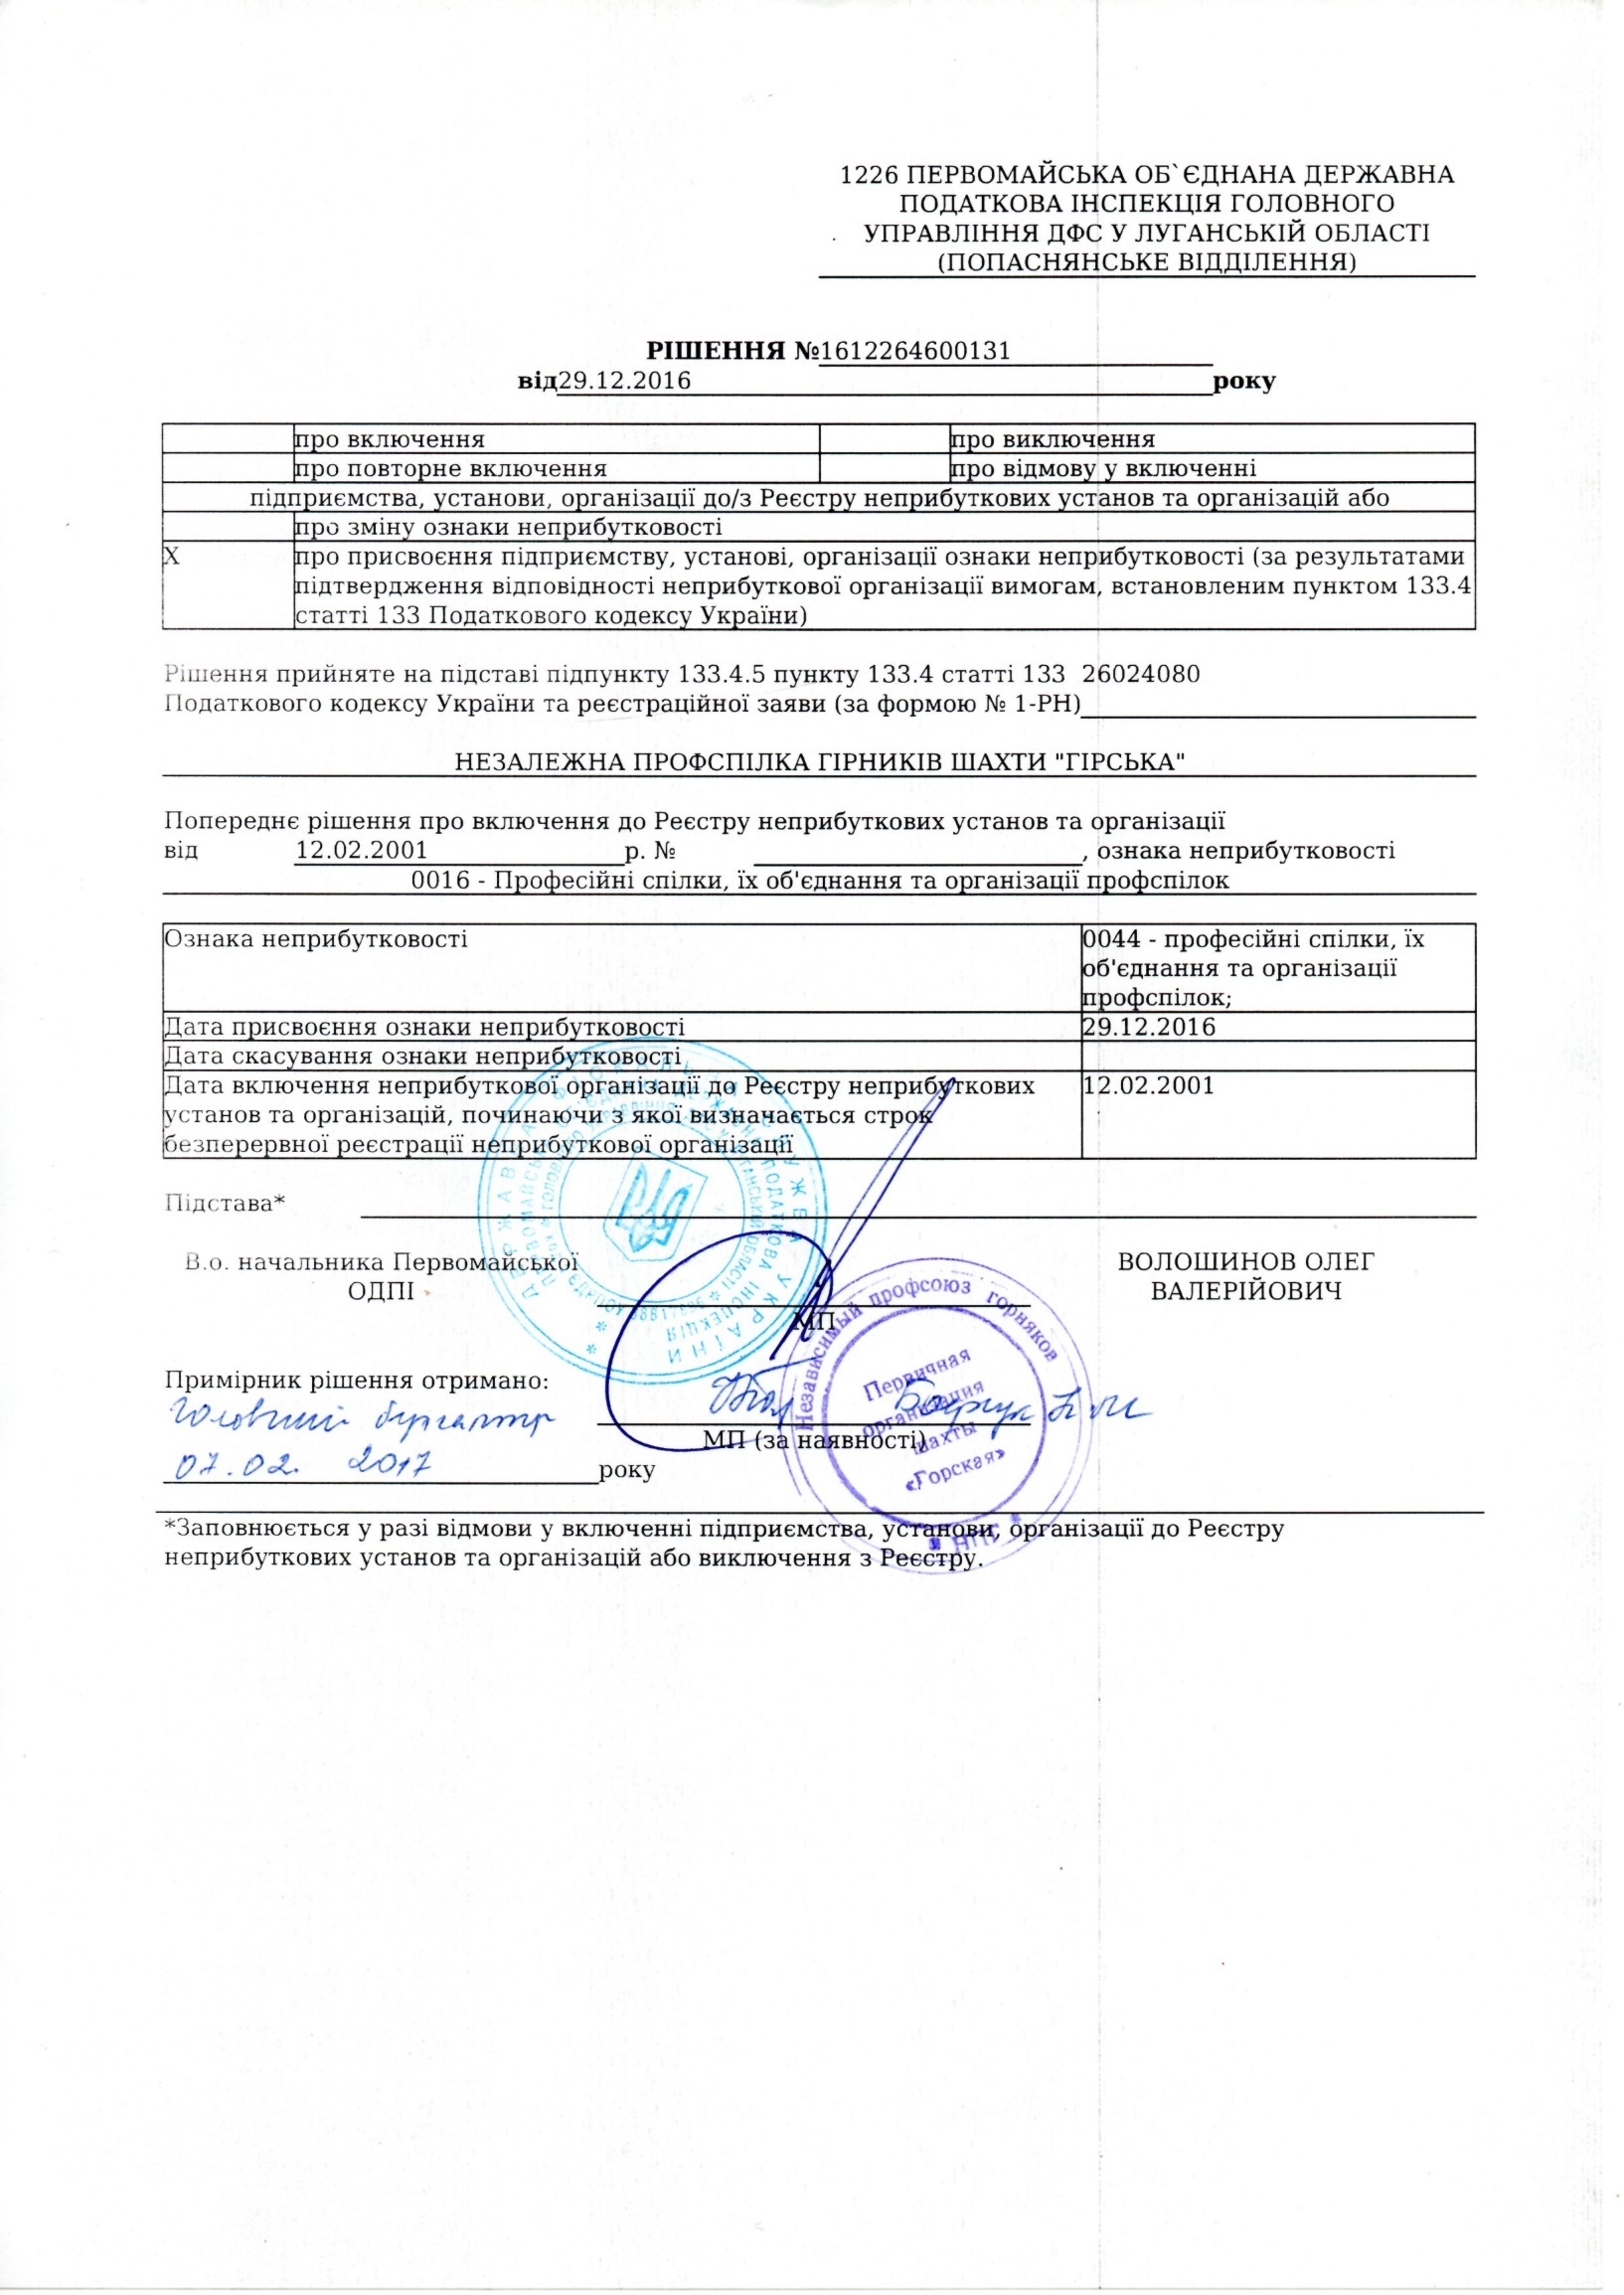 1226 ПЕРВОМАЙСЬКА ОБ`ЄДНАНА ДЕРЖАВНА
ПОДАТКОВА ІНСПЕКЦІЯ ГОЛОВНОГО
УПРАВЛІННЯ ДФС У ЛУГАНСЬКІЙ ОБЛАСТІ
(ПОПАСНЯНСЬКЕ ВІДДІЛЕННЯ)
РІШЕННЯ №1612264600131
від29.12.2016 року
про включення про виключення
про повторне включення про відмову у включенні
підприємства, установи, організації до/з Реєстру неприбуткових установ та організацій або
про зміну ознаки неприбутковості
X про присвоєння підприємству, установі, організації ознаки неприбутковості (за результатами
підтвердження відповідності неприбуткової організації вимогам, встановленим пунктом 133.4
статті 133 Податкового кодексу України)
Рішення прийняте на підставі підпункту 133.4.5 пункту 133.4 статті 133 26024080
Податкового кодексу України та реєстраційної заяви (за формою № 1-РН)
НЕЗАЛЕЖНА ПРОФСПІЛКА ГІРНИКІВ ШАХТИ "ГІРСЬКА"
Попереднє рішення про включення до Реєстру неприбуткових установ та організації
від 12.02.2001 р. № , ознака неприбутковості
0016 - Професійні спілки, їх об'єднання та організації профспілок
Ознака неприбутковості 0044 - професійні спілки, їх
об'єднання та організації
профспілок;
Дата присвоєння ознаки неприбутковості 29.12.2016
Дата скасування ознаки неприбутковості
Дата включення неприбуткової організації до Реєстру неприбуткових 12.02.2001
установ та організацій, починаючи з якої визначається строк
безперервної реєстрації неприбуткової організації
Підстава*
В.о. начальника Первомайської ВОЛОШИНОВ ОЛЕГ
ОДПІ ВАЛЕРІЙОВИЧ
МП
Примірник рішення отримано:
Головний бухгалтер
МП (за наявності)
07.02. 2017 року
*Заповнюється у разі відмови у включенні підприємства, установи, організації до Реєстру
неприбуткових установ та організацій або виключення з Реєстру.
ДЕРЖАВНА ФІСКАЛЬНА СЛУЖБА УКРАЇНИ
Независимый профсоюз горняков
Первичная
организация
шахты
«Горская»
НПГ